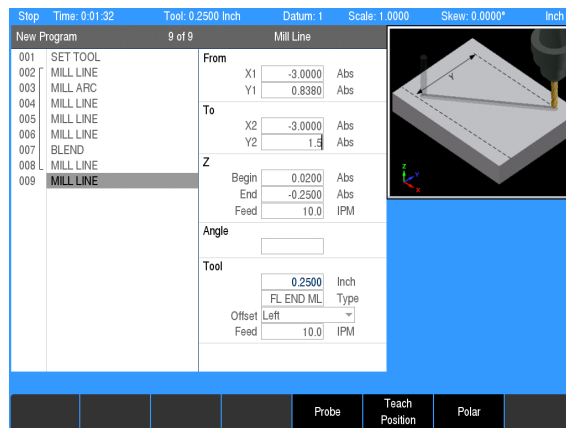 Stop Time: 0:01:32 Tool: 0.2500 Inch Datum: 1 Scale: 1.0000 Skew: 0.0000° Inch
New Program 9 of 9 Mill Line
001 SET TOOL
002 MILL LINE
003 MILL ARC
004 MILL LINE
005 MILL LINE
006 MILL LINE
007 BLEND
008 MILL LINE
009 MILL LINE
From
X1 -3.0000 Abs
Y1 0.8380 Abs
To
X2 -3.0000 Abs
Y2 1.5 Abs
Z
Begin 0.0200 Abs
End -0.2500 Abs
Feed 10.0 IPM
Angle
Tool
0.2500 Inch
FL END ML Type
Offset Left
Feed 10.0 IPM
Y
Z
Y
X
Probe
Teach Position
Polar